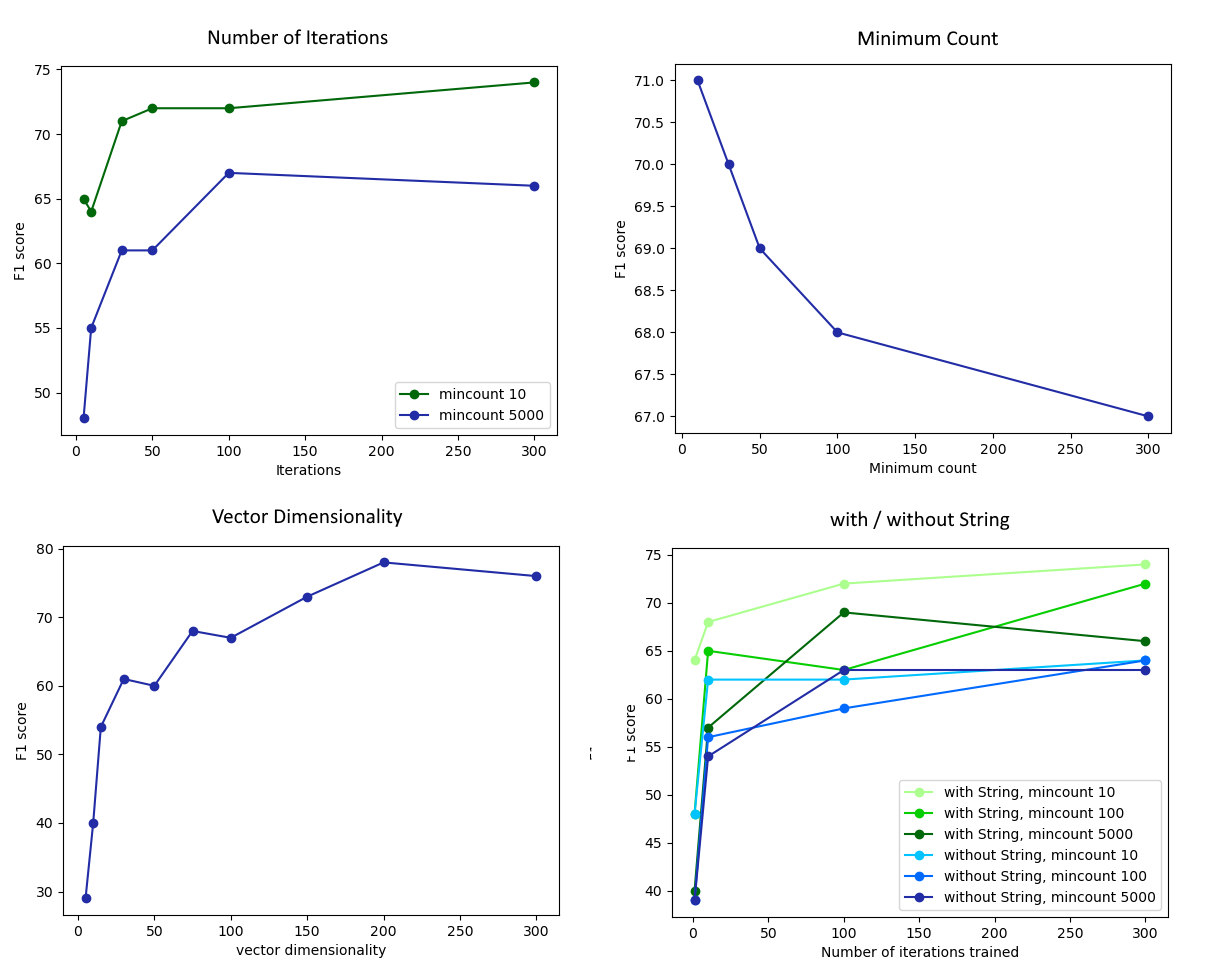 Number of Iterations
75
70
65
60
55
50
F1 score
mincount 10
mincount 5000
0 50 100 150 200 250 300
Iterations
Minimum Count
71.0
70.5
70.0
69.5
69.0
68.5
68.0
67.5
67.0
F1 score
0 50 100 150 200 250 300
Minimum count
Vector Dimensionality
80
70
60
50
40
30
F1 score
0 50 100 150 200 250 300
vector dimensionality
with / without String
75
70
65
60
55
50
45
40
F1 score
with String, mincount 10
with String, mincount 100
with String, mincount 5000
without String, mincount 10
without String, mincount 100
without String, mincount 5000
0 50 100 150 200 250 300
Number of iterations trained